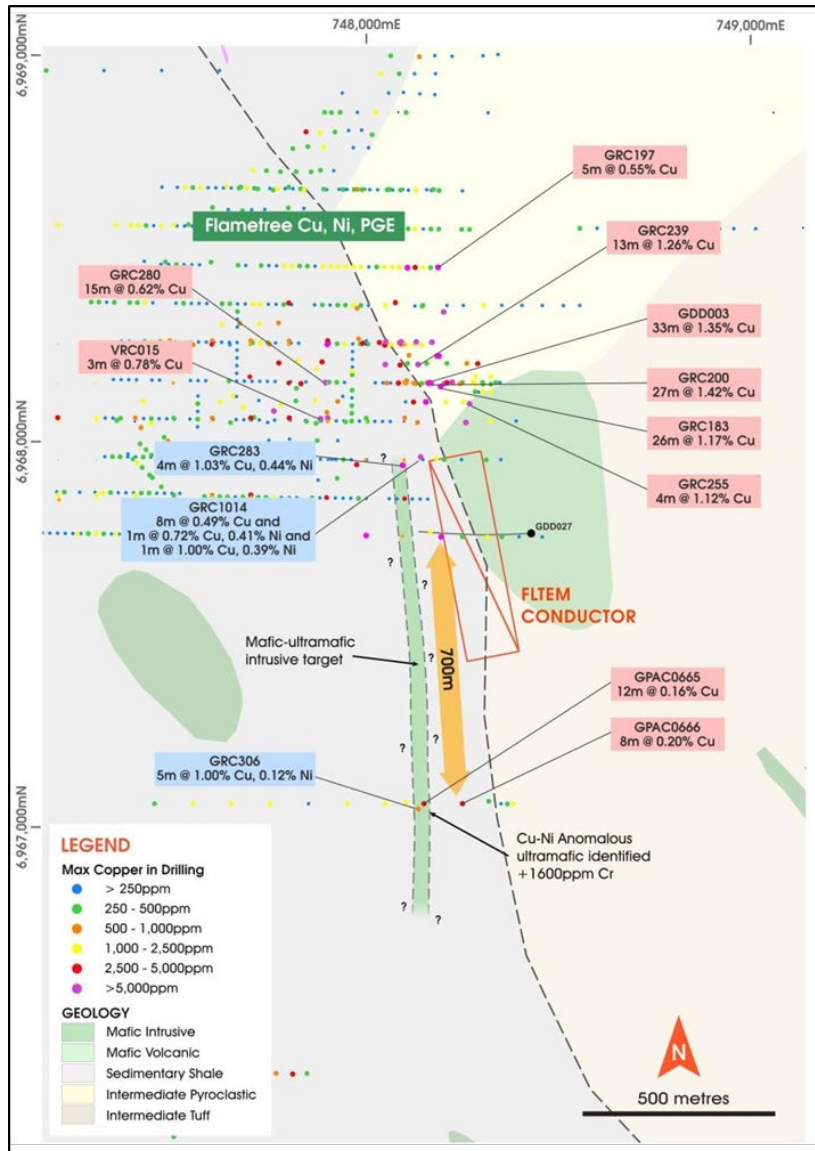 748,000mE
749,000mE
6,969,000mN
GRC197
5m @ 0.55% Cu
Flametree Cu, Ni, PGE
GRC239
13m @ 1.26% Cu
GRC280
15m @ 0.62% Cu
GDD003
33m @ 1.35% Cu
VRC015
3m @ 0.78% Cu
GRC200
27m @ 1.42% Cu
GRC183
26m @ 1.17% Cu
6,968,000mN
GRC283
4m @ 1.03% Cu, 0.44% Ni
?
GRC255
4m @ 1.12% Cu
GRC1014
8m @ 0.49% Cu and
1m @ 0.72% Cu, 0.41% Ni and
1m @ 1.00% Cu, 0.39% Ni
GDD027
?
?
FLTEM
CONDUCTOR
Mafic-ultramafic
intrusive target
?
700m
GPAC0665
12m @ 0.16% Cu
?
?
GPAC0666
8m @ 0.20% Cu
GRC306
5m @ 1.00% Cu, 0.12% Ni
?
?
6,967,000mN
Cu-Ni Anomalous
ultramafic identified
+1600ppm Cr
?
?
LEGEND
Max Copper in Drilling
> 250ppm
250 - 500ppm
500 - 1,000ppm
1,000 - 2,500ppm
2,500 - 5,000ppm
>5,000ppm
GEOLOGY
Mafic Intrusive
Mafic Volcanic
Sedimentary Shale
Intermediate Pyroclastic
Intermediate Tuff
N
500 metres